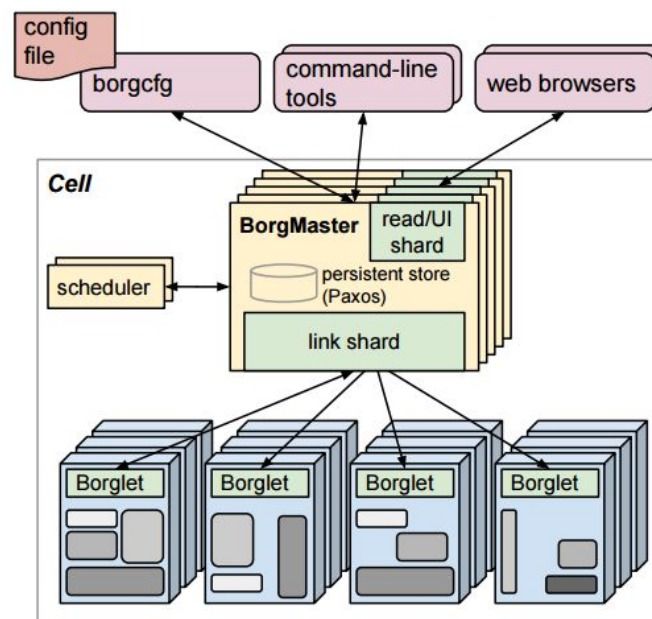 config
file
borgcfg
command-line
tools
web browsers
Cell
BorgMaster
read/UI
shard
persistent store
(Paxos)
scheduler
link shard
Borglet
Borglet
Borglet
Borglet